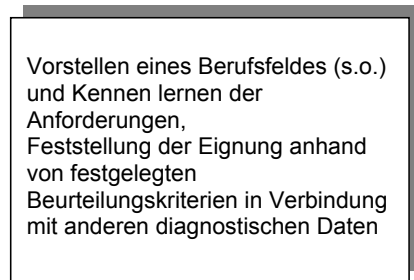 Vorstellen eines Berufsfeldes (s.o.)
und Kennen lernen der
Anforderungen,
Feststellung der Eignung anhand
von festgelegten
Beurteilungskriterien in Verbindung
mit anderen diagnostischen Daten